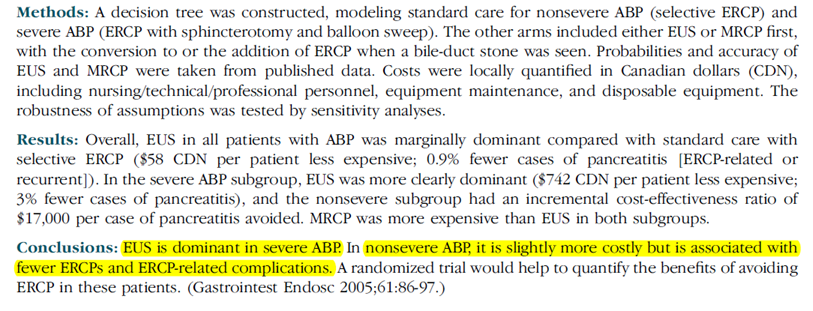 Methods: A decision tree was constructed, modeling standard care for nonsevere ABP (selective ERCP) and
severe ABP (ERCP with sphincterotomy and balloon sweep). The other arms included either EUS or MRCP first,
with the conversion to or the addition of ERCP when a bile-duct stone was seen. Probabilities and accuracy of
EUS and MRCP were taken from published data. Costs were locally quantified in Canadian dollars (CDN),
including nursing/technical/professional personnel, equipment maintenance, and disposable equipment. The
robustness of assumptions was tested by sensitivity analyses.
Results: Overall, EUS in all patients with ABP was marginally dominant compared with standard care with
selective ERCP ($58 CDN per patient less expensive; 0.9% fewer cases of pancreatitis [ERCP-related or
recurrent]). In the severe ABP subgroup, EUS was more clearly dominant ($742 CDN per patient less expensive;
3% fewer cases of pancreatitis), and the nonsevere subgroup had an incremental cost-effectiveness ratio of
$17,000 per case of pancreatitis avoided. MRCP was more expensive than EUS in both subgroups.
Conclusions: EUS is dominant in severe ABP. In nonsevere ABP, it is slightly more costly but is associated with
fewer ERCPs and ERCP-related complications. A randomized trial would help to quantify the benefits of avoiding
ERCP in these patients. (Gastrointest Endosc 2005;61:86-97.)